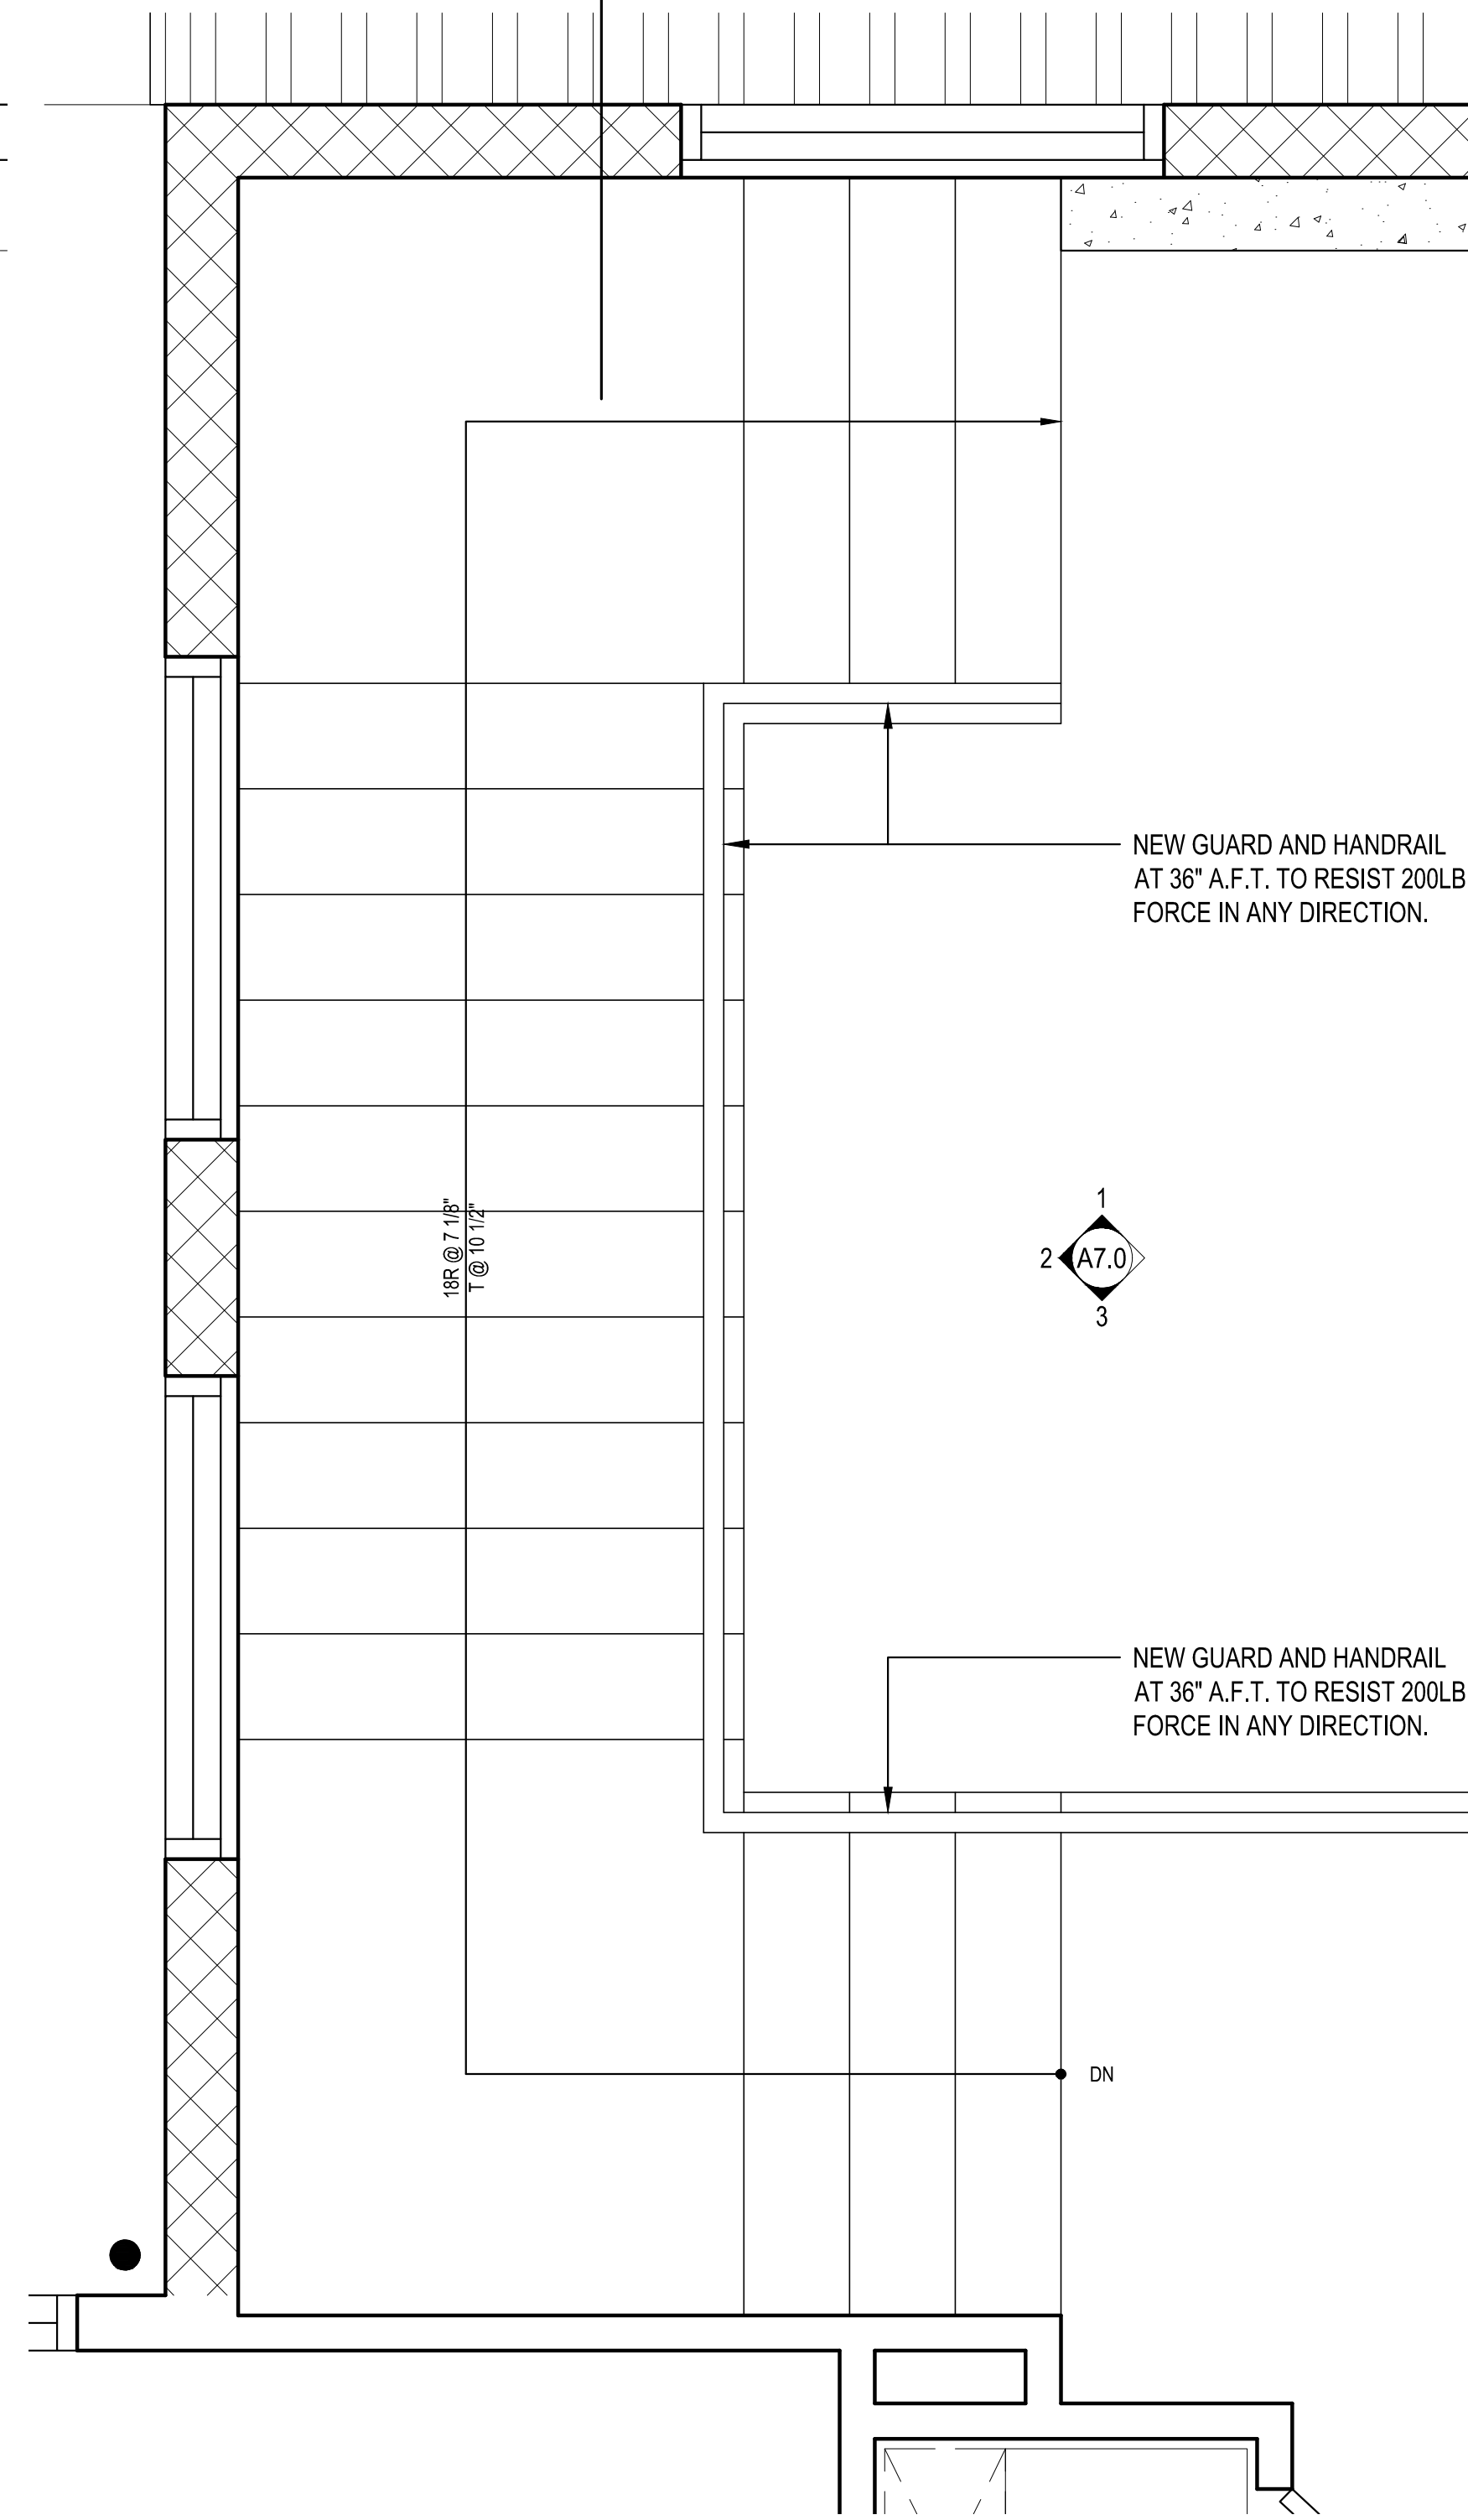 NEW GUARD AND HANDRAIL
AT 36" A.F.T. TO RESIST 200LB
FORCE IN ANY DIRECTION.
18R @ 7 1/8"
T @ 10 1/2"
1
2 A7.0
3
NEW GUARD AND HANDRAIL
AT 36" A.F.T. TO RESIST 200LB
FORCE IN ANY DIRECTION.
DN